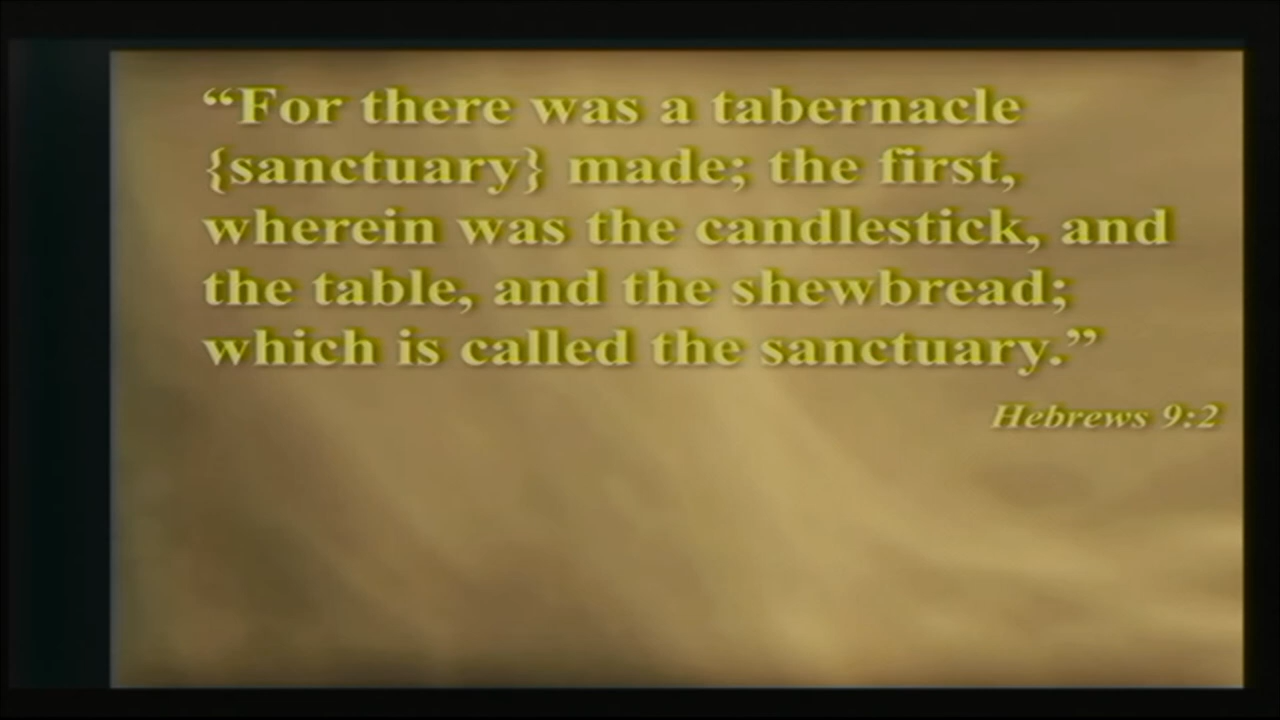 “For there was a tabernacle
{sanctuary} made; the first,
wherein was the candlestick, and
the table, and the shewbread;
which is called the sanctuary.”
Hebrews 9:2